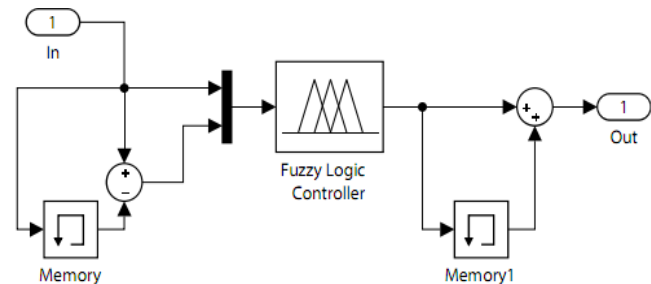 1
In
+
−
Memory
Fuzzy Logic
Controller
Memory1
+
+
1
Out